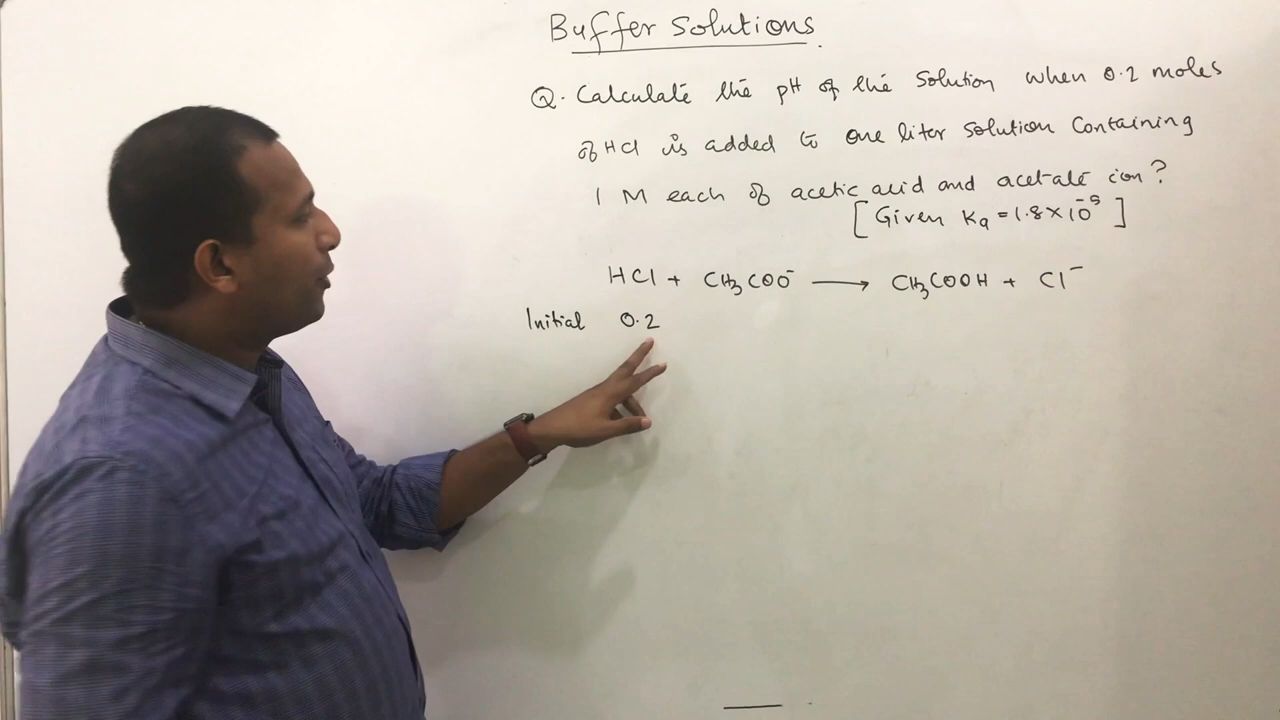 Buffer Solutions.
Q. Calculate the pH of the Solution when 0.2 moles
of HCl is added to one liter solution Containing
1 M each of acetic acid and acetate ion?
[Given Ka = 1.8 × 10⁻⁵]
HCl + CH₃COO⁻ ⟶ CH₃COOH + Cl⁻
Initial 0.2